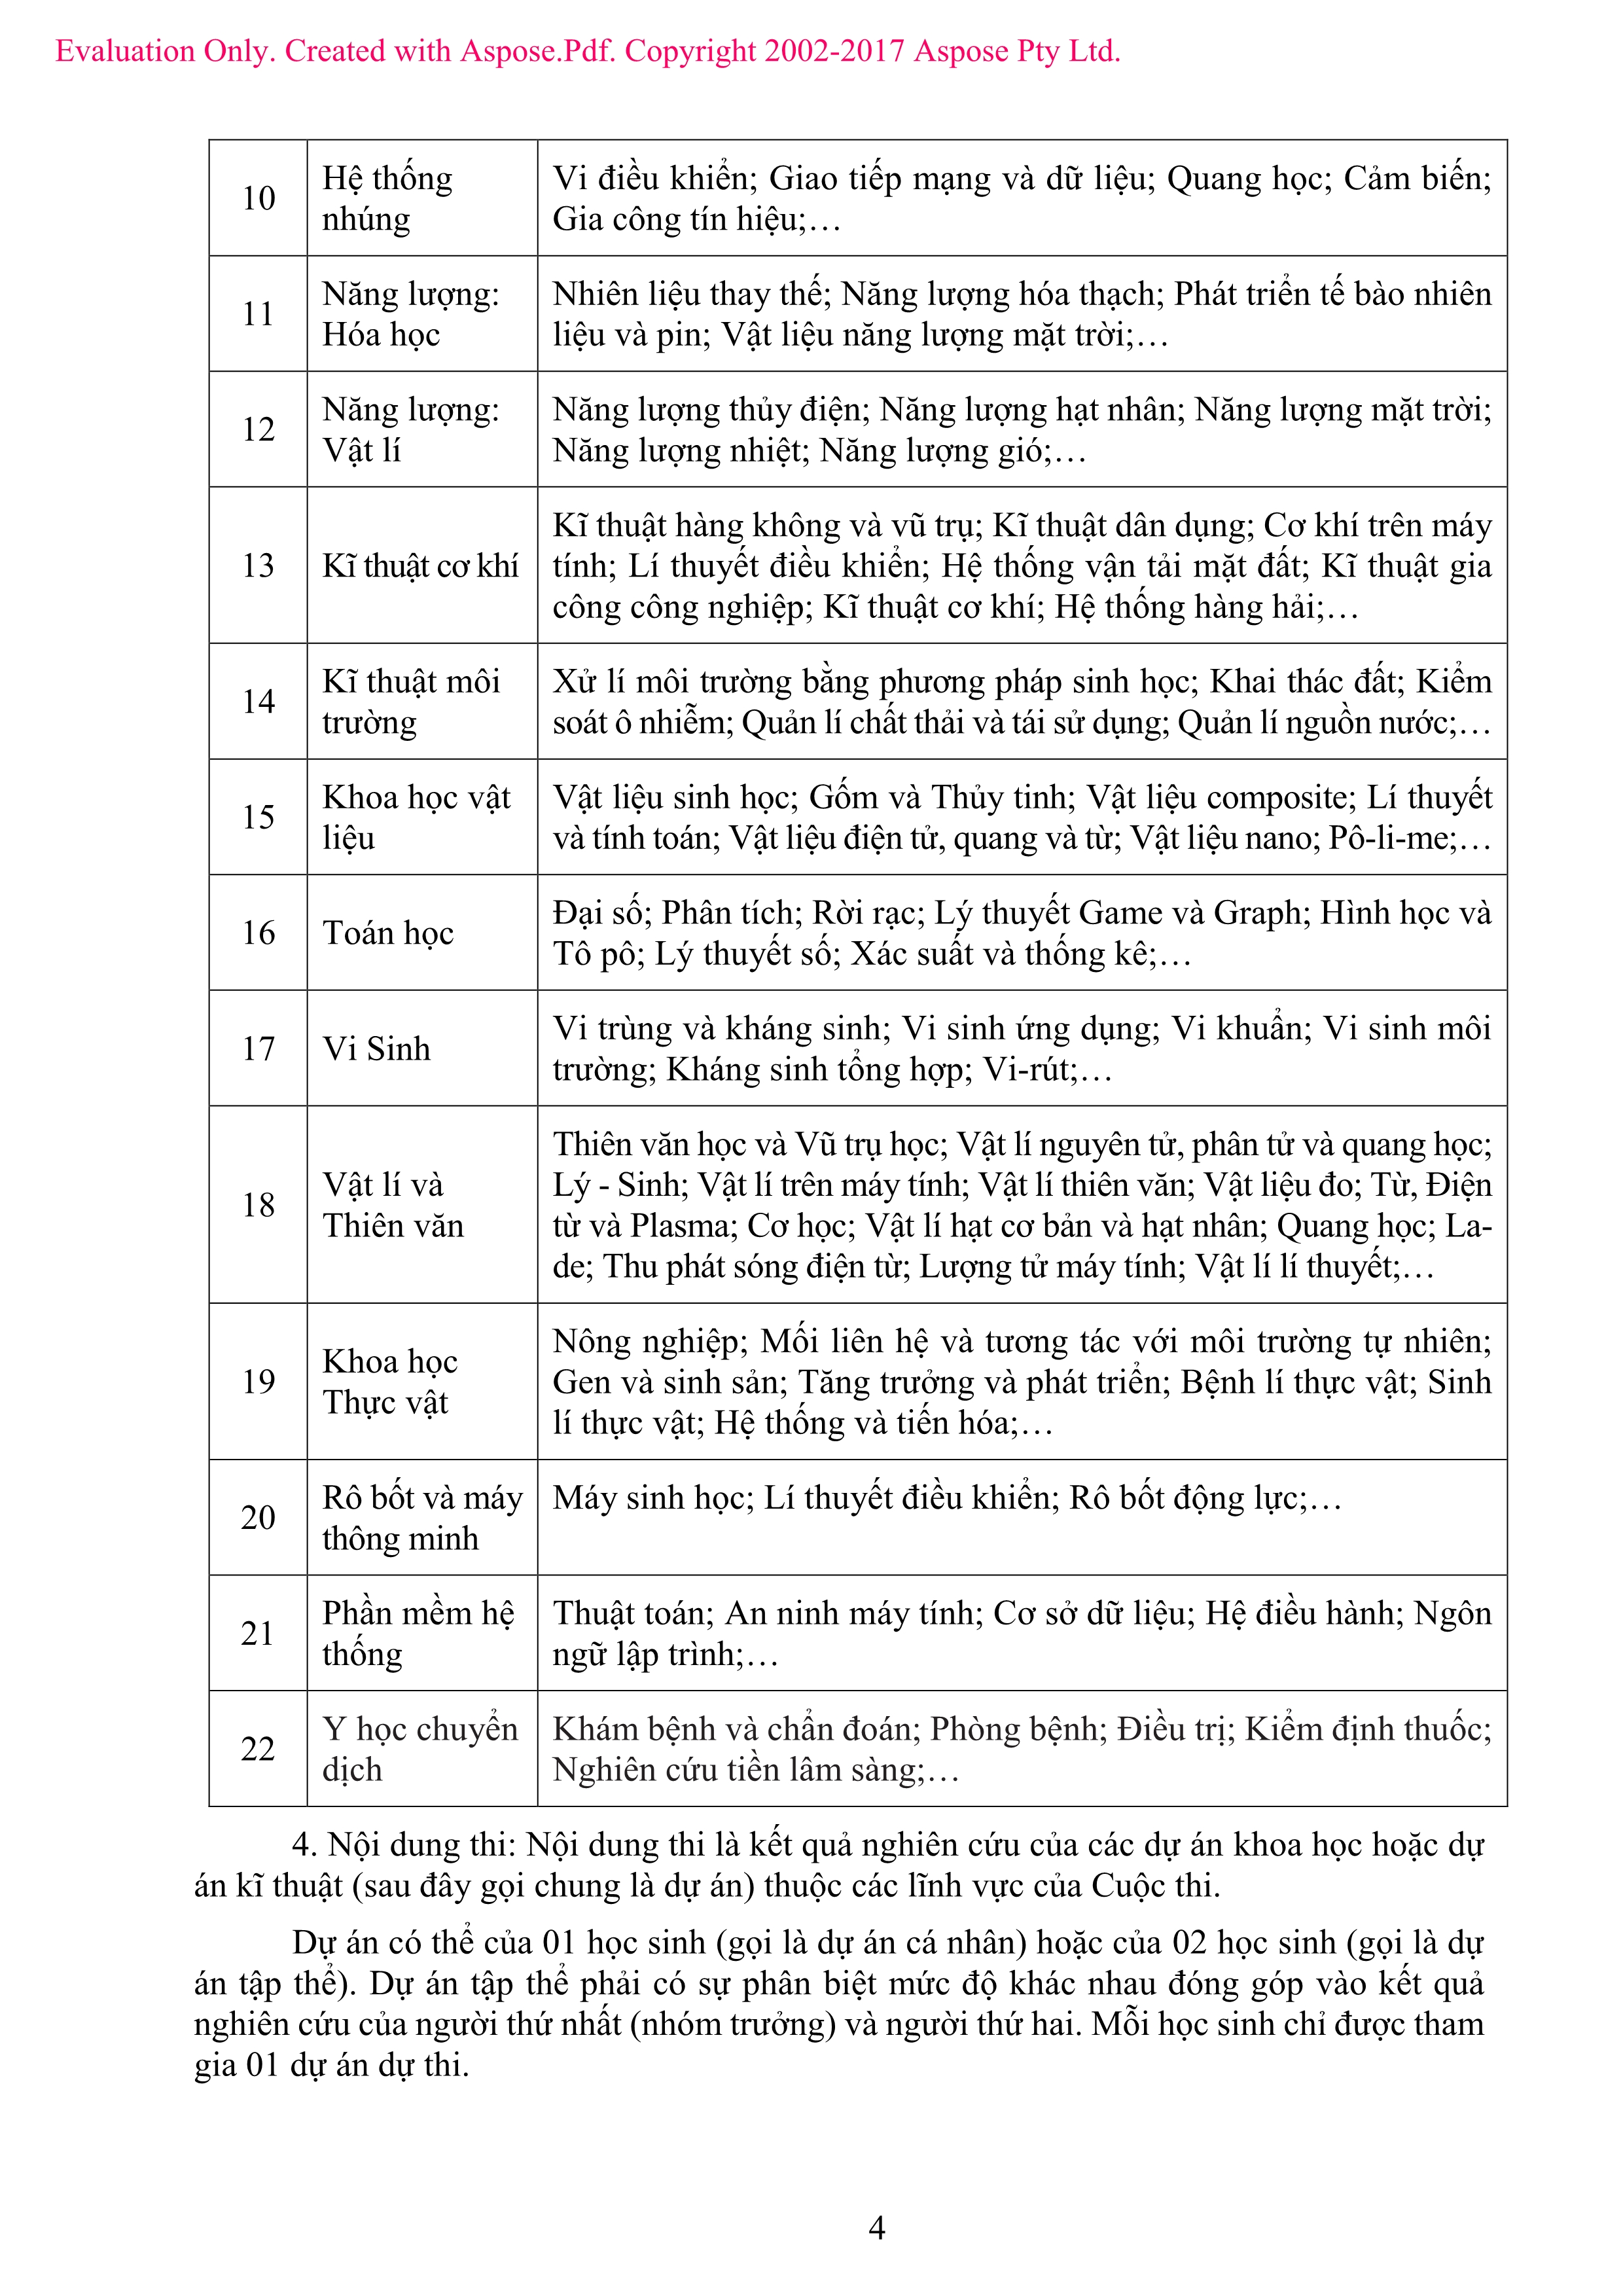 Evaluation Only. Created with Aspose.Pdf. Copyright 2002-2017 Aspose Pty Ltd.
10
Hệ thống
nhúng
Vi điều khiển; Giao tiếp mạng và dữ liệu; Quang học; Cảm biến;
Gia công tín hiệu;…
11
Năng lượng:
Hóa học
Nhiên liệu thay thế; Năng lượng hóa thạch; Phát triển tế bào nhiên
liệu và pin; Vật liệu năng lượng mặt trời;…
12
Năng lượng:
Vật lí
Năng lượng thủy điện; Năng lượng hạt nhân; Năng lượng mặt trời;
Năng lượng nhiệt; Năng lượng gió;…
13
Kĩ thuật cơ khí
Kĩ thuật hàng không và vũ trụ; Kĩ thuật dân dụng; Cơ khí trên máy
tính; Lí thuyết điều khiển; Hệ thống vận tải mặt đất; Kĩ thuật gia
công công nghiệp; Kĩ thuật cơ khí; Hệ thống hàng hải;…
14
Kĩ thuật môi
trường
Xử lí môi trường bằng phương pháp sinh học; Khai thác đất; Kiểm
soát ô nhiễm; Quản lí chất thải và tái sử dụng; Quản lí nguồn nước;…
15
Khoa học vật
liệu
Vật liệu sinh học; Gốm và Thủy tinh; Vật liệu composite; Lí thuyết
và tính toán; Vật liệu điện tử, quang và từ; Vật liệu nano; Pô-li-me;…
16
Toán học
Đại số; Phân tích; Rời rạc; Lý thuyết Game và Graph; Hình học và
Tô pô; Lý thuyết số; Xác suất và thống kê;…
17
Vi Sinh
Vi trùng và kháng sinh; Vi sinh ứng dụng; Vi khuẩn; Vi sinh môi
trường; Kháng sinh tổng hợp; Vi-rút;…
18
Vật lí và
Thiên văn
Thiên văn học và Vũ trụ học; Vật lí nguyên tử, phân tử và quang học;
Lý - Sinh; Vật lí trên máy tính; Vật lí thiên văn; Vật liệu đo; Từ, Điện
từ và Plasma; Cơ học; Vật lí hạt cơ bản và hạt nhân; Quang học; La-
de; Thu phát sóng điện từ; Lượng tử máy tính; Vật lí lí thuyết;…
19
Khoa học
Thực vật
Nông nghiệp; Mối liên hệ và tương tác với môi trường tự nhiên;
Gen và sinh sản; Tăng trưởng và phát triển; Bệnh lí thực vật; Sinh
lí thực vật; Hệ thống và tiến hóa;…
20
Rô bốt và máy
thông minh
Máy sinh học; Lí thuyết điều khiển; Rô bốt động lực;…
21
Phần mềm hệ
thống
Thuật toán; An ninh máy tính; Cơ sở dữ liệu; Hệ điều hành; Ngôn
ngữ lập trình;…
22
Y học chuyển
dịch
Khám bệnh và chẩn đoán; Phòng bệnh; Điều trị; Kiểm định thuốc;
Nghiên cứu tiền lâm sàng;…
4. Nội dung thi: Nội dung thi là kết quả nghiên cứu của các dự án khoa học hoặc dự
án kĩ thuật (sau đây gọi chung là dự án) thuộc các lĩnh vực của Cuộc thi.
Dự án có thể của 01 học sinh (gọi là dự án cá nhân) hoặc của 02 học sinh (gọi là dự
án tập thể). Dự án tập thể phải có sự phân biệt mức độ khác nhau đóng góp vào kết quả
nghiên cứu của người thứ nhất (nhóm trưởng) và người thứ hai. Mỗi học sinh chỉ được tham
gia 01 dự án dự thi.
4